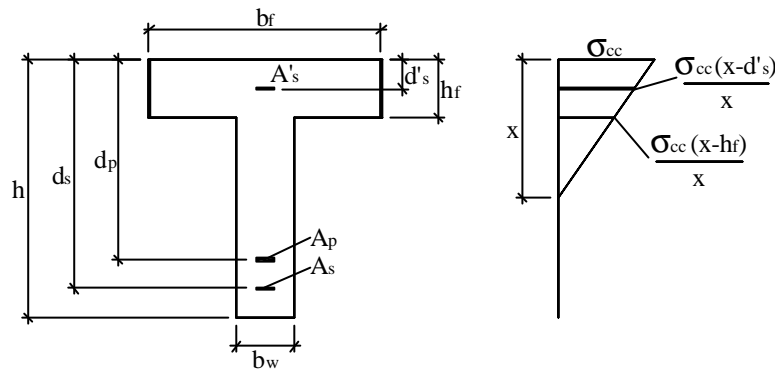 bf
σcc
h
ds
dp
A's
d's
hf
x
σcc(x-d's)
x
σcc(x-hf)
x
Ap
As
bw